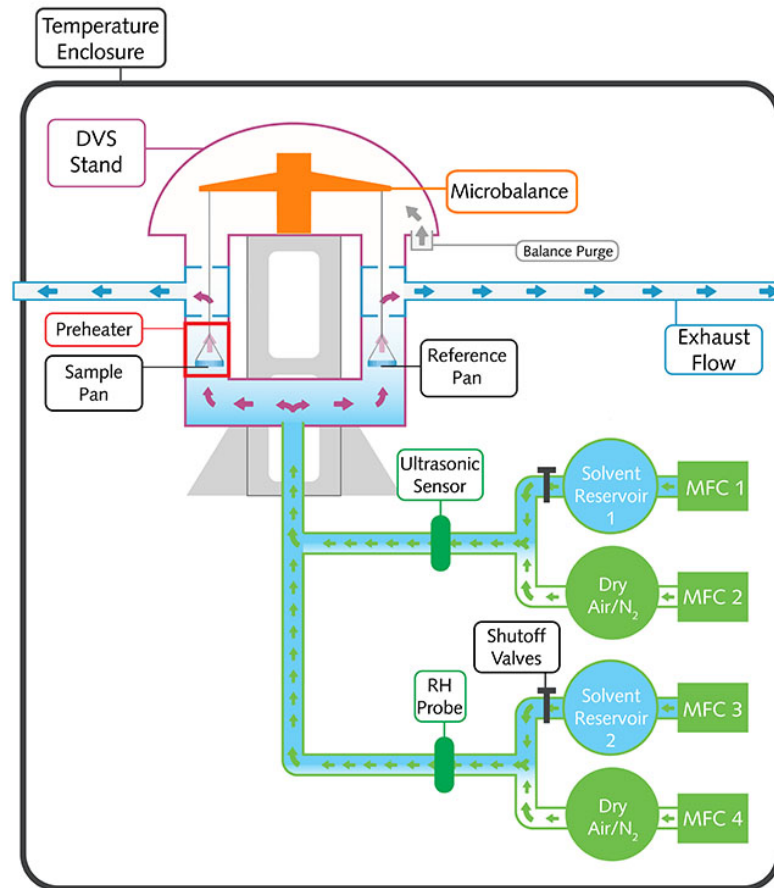 Temperature
Enclosure
DVS
Stand
Microbalance
Balance Purge
Preheater
Sample
Pan
Reference
Pan
Exhaust
Flow
Ultrasonic
Sensor
Solvent
Reservoir
1
MFC 1
Dry
Air/N₂
MFC 2
Shutoff
Valves
RH
Probe
Solvent
Reservoir
2
MFC 3
Dry
Air/N₂
MFC 4